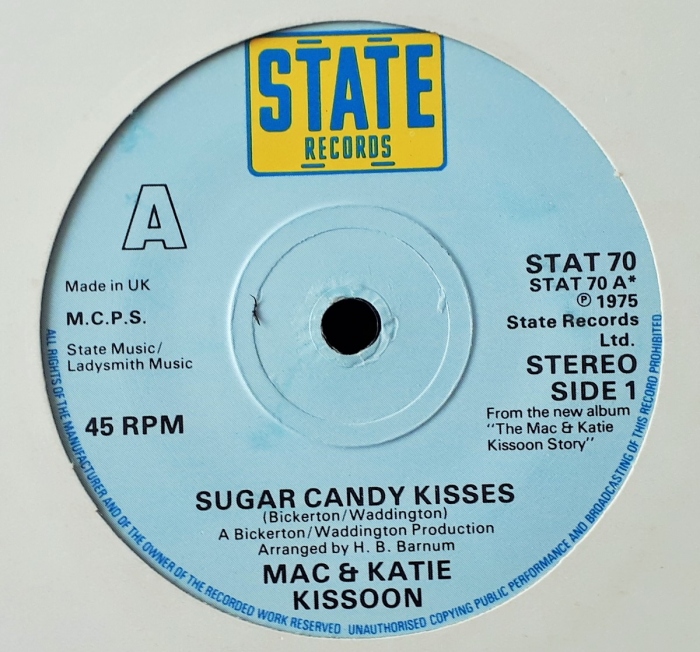 STATE
RECORDS
A
Made in UK
M.C.P.S.
State Music/
Ladysmith Music
45 RPM
STAT 70
STAT 70 A*
℗ 1975
State Records
Ltd.
STEREO
SIDE 1
From the new album
"The Mac & Katie
Kissoon Story"
SUGAR CANDY KISSES
(Bickerton/Waddington)
A Bickerton/Waddington Production
Arranged by H. B. Barnum
MAC & KATIE
KISSOON
ALL RIGHTS OF THE MANUFACTURER AND OF THE OWNER OF THE RECORDED WORK RESERVED UNAUTHORISED COPYING PUBLIC PERFORMANCE AND BROADCASTING OF THIS RECORD PROHIBITED